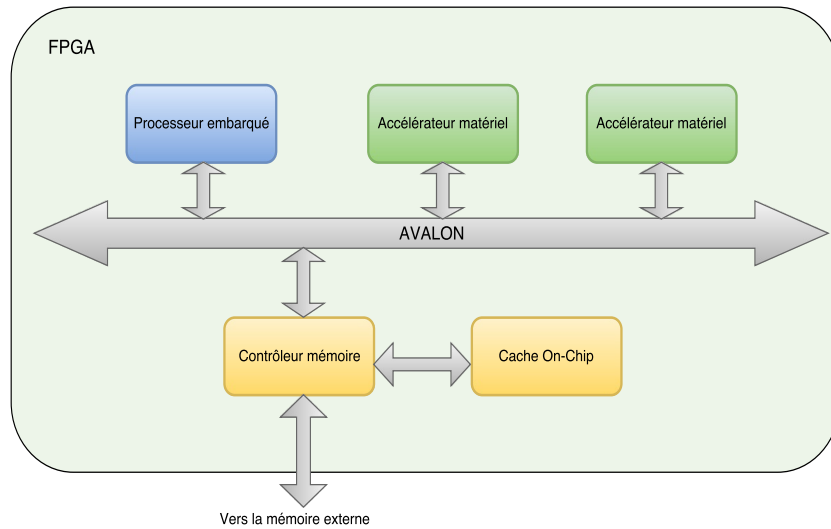 FPGA
Processeur embarqué
Accélérateur matériel
Accélérateur matériel
AVALON
Contrôleur mémoire
Cache On-Chip
Vers la mémoire externe